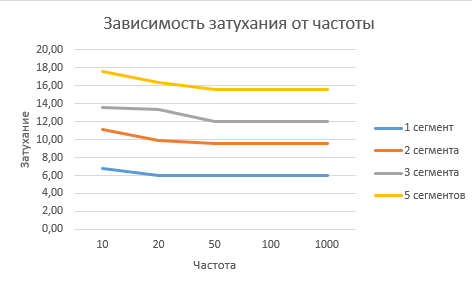 Зависимость затухания от частоты
20,00
18,00
16,00
14,00
12,00
10,00
8,00
6,00
4,00
2,00
0,00
Затухание
10 20 50 100 1000
Частота
1 сегмент
2 сегмента
3 сегмента
5 сегментов